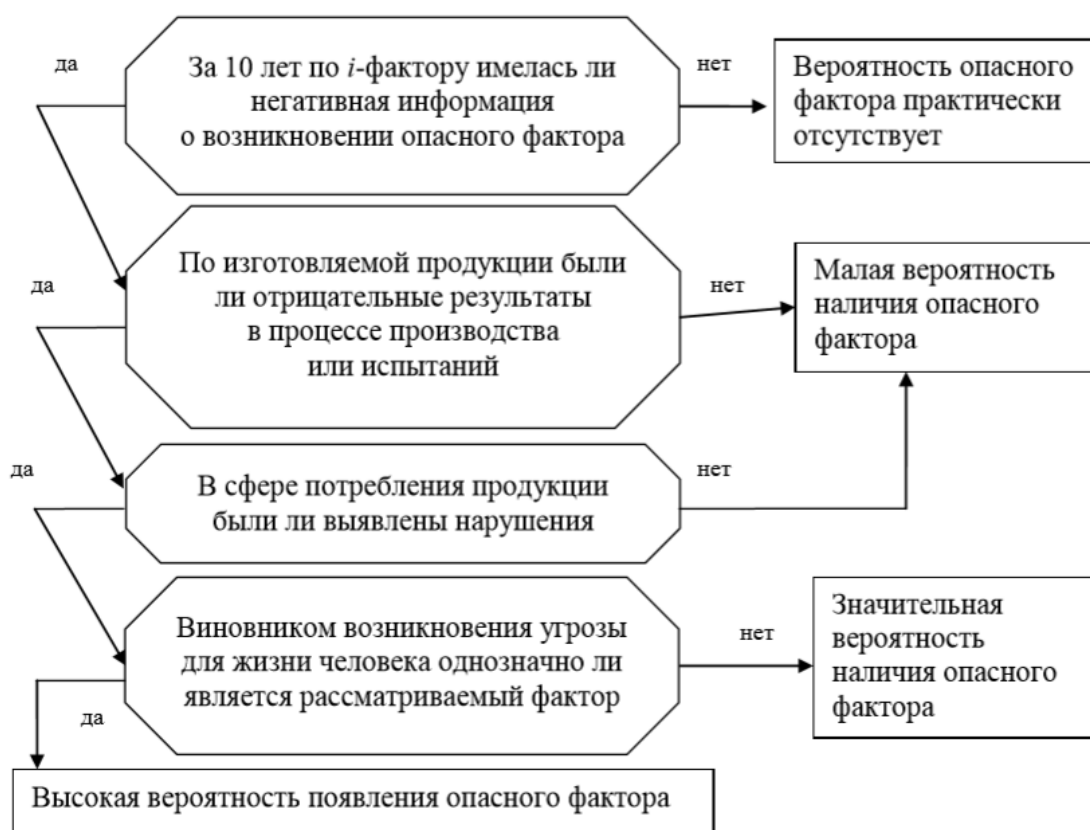 да
За 10 лет по i-фактору имелась ли
негативная информация
о возникновении опасного фактора
нет
Вероятность опасного
фактора практически
отсутствует
да
По изготовляемой продукции были
ли отрицательные результаты
в процессе производства
или испытаний
нет
Малая вероятность
наличия опасного
фактора
да
В сфере потребления продукции
были ли выявлены нарушения
нет
Виновником возникновения угрозы
для жизни человека однозначно ли
является рассматриваемый фактор
нет
Значительная
вероятность
наличия опасного
фактора
да
Высокая вероятность появления опасного фактора